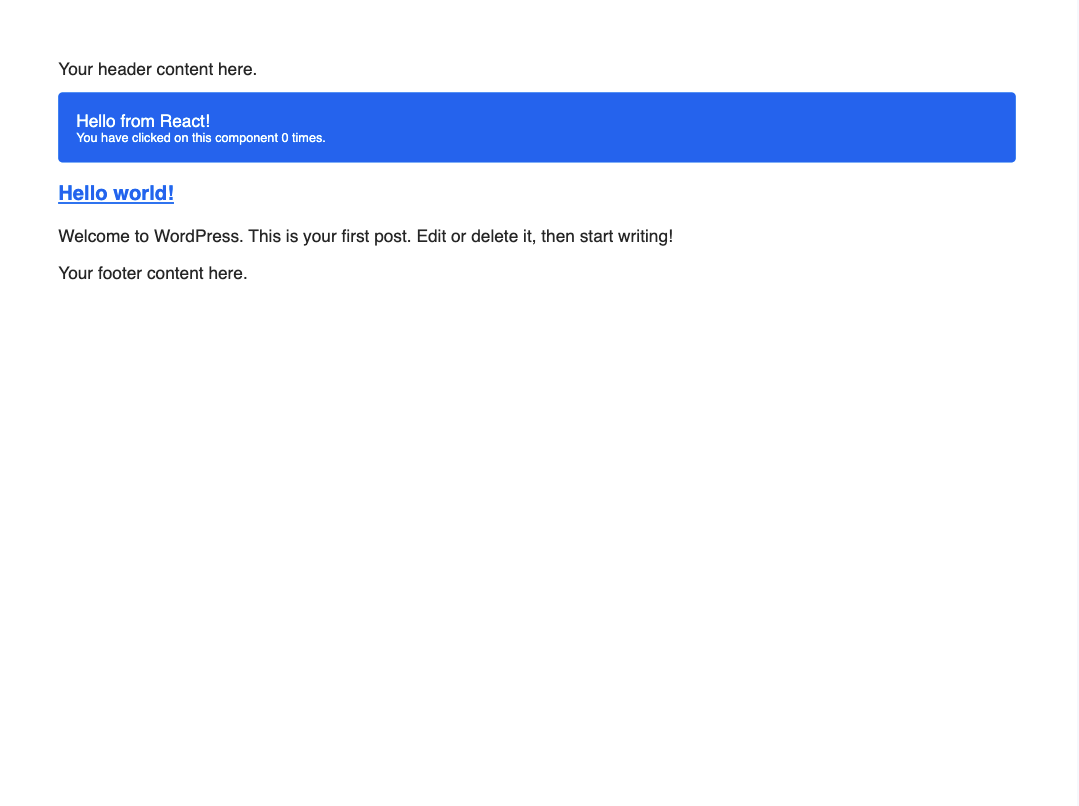 Your header content here.
Hello from React!
You have clicked on this component 0 times.
Hello world!
Welcome to WordPress. This is your first post. Edit or delete it, then start writing!
Your footer content here.